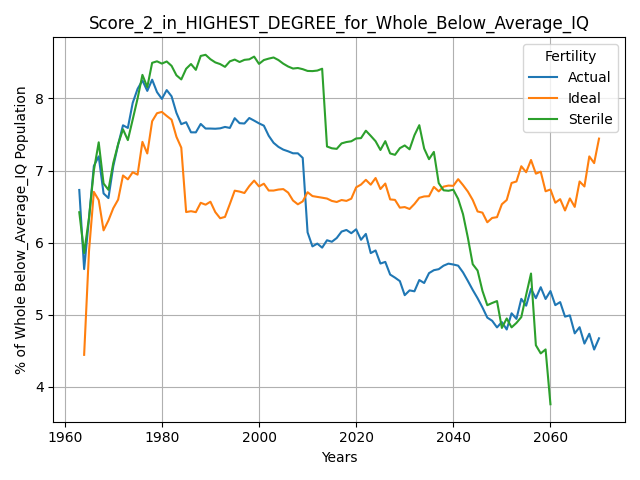 Score_2_in_HIGHEST_DEGREE_for_Whole_Below_Average_IQ
% of Whole Below_Average_IQ Population
8
7
6
5
4
Fertility
Actual
Ideal
Sterile
1960 1980 2000 2020 2040 2060
Years